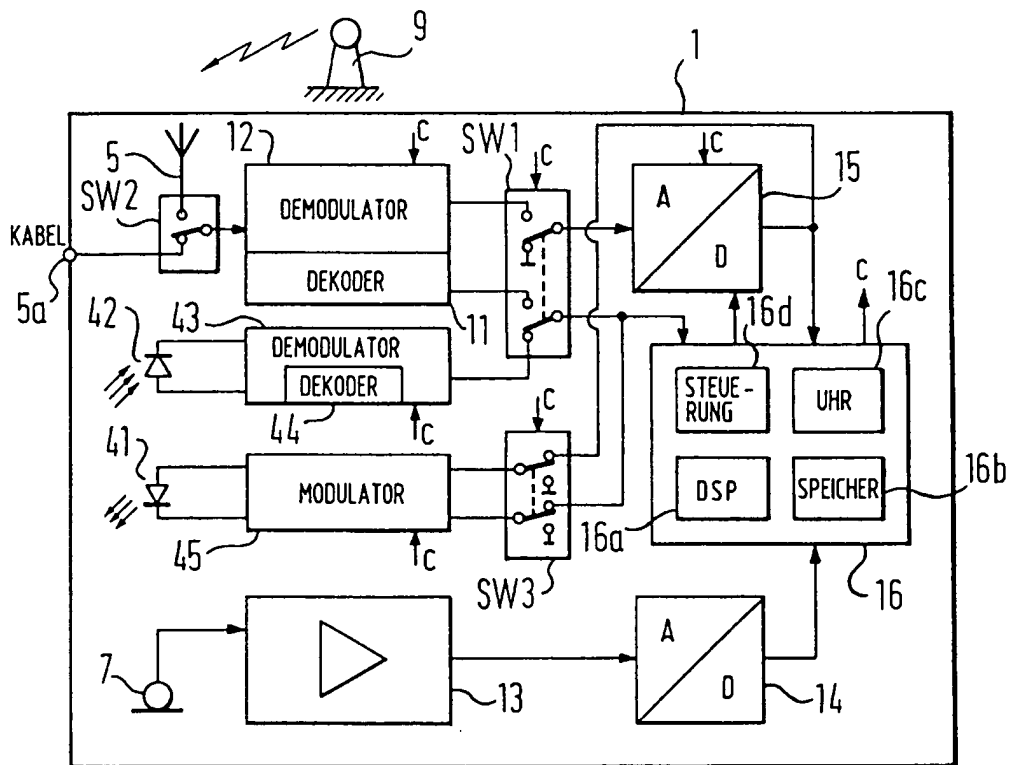 9
1
12
C
SW1
C
C
5
SW2
15
DEMODULATOR
A
D
KABEL
DEKODER
5a
11
16d
C
16c
42
43
DEMODULATOR
DEKODER
44
C
STEUE-
RUNG
UHR
C
41
MODULATOR
DSP
SPEICHER
16b
45
C
SW3
16a
16
7
13
A
D
14